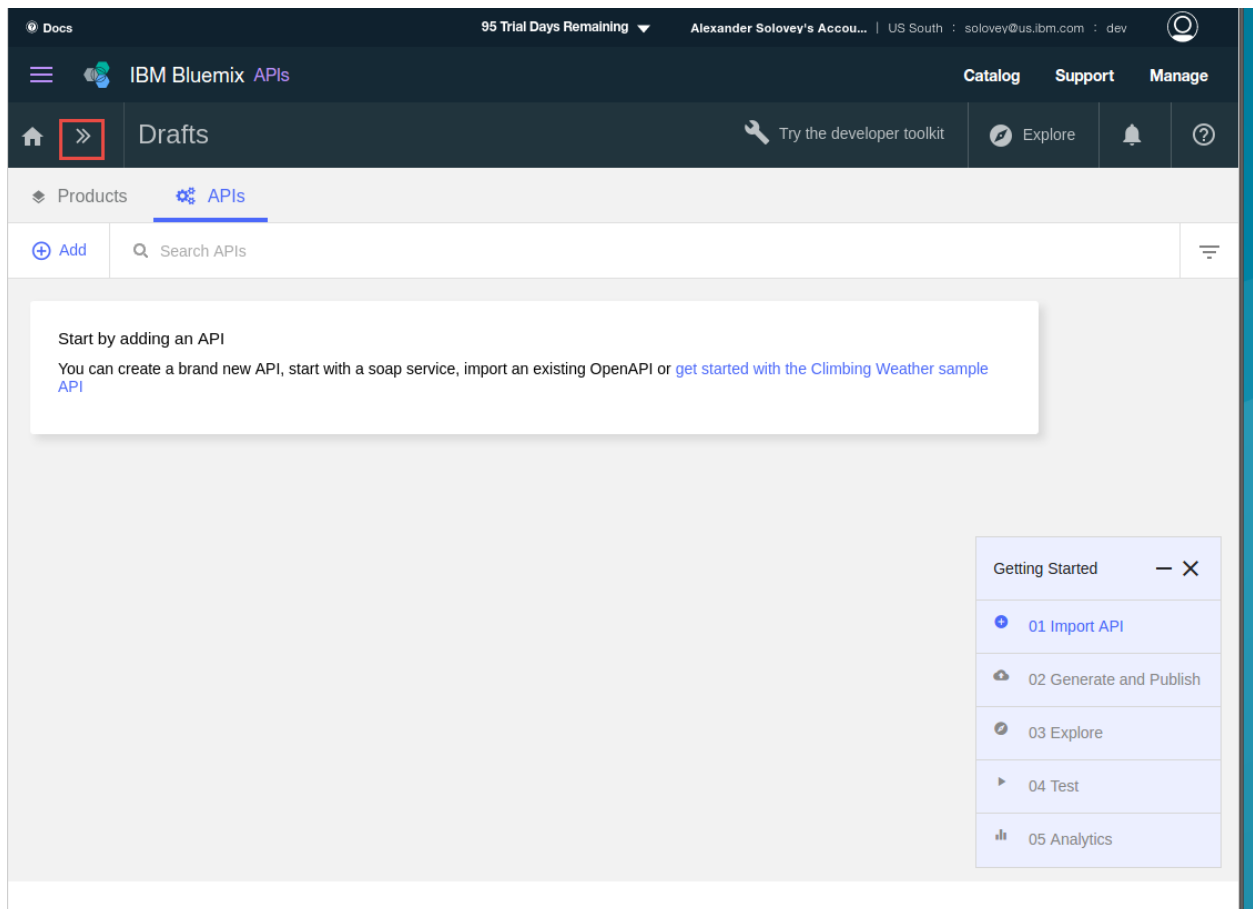 Docs 95 Trial Days Remaining Alexander Solovey's Accou... | US South : solovey@us.ibm.com : dev
IBM Bluemix APIs Catalog Support Manage
Drafts Try the developer toolkit Explore
Products APIs
Add Search APIs
Start by adding an API
You can create a brand new API, start with a soap service, import an existing OpenAPI or get started with the Climbing Weather sample
API
Getting Started
01 Import API
02 Generate and Publish
03 Explore
04 Test
05 Analytics